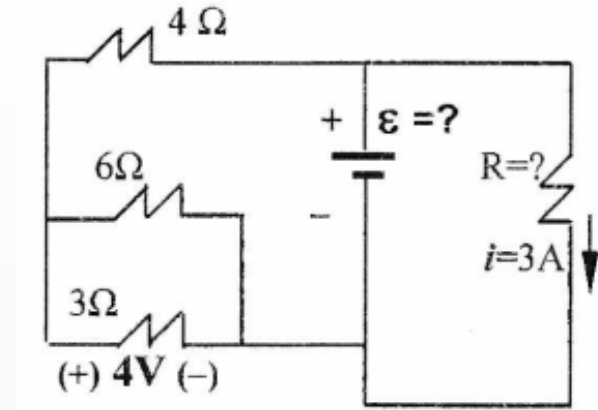 4 Ω
+ ε =?
6Ω
R=?
–
i=3A
3Ω
(+) 4V (–)